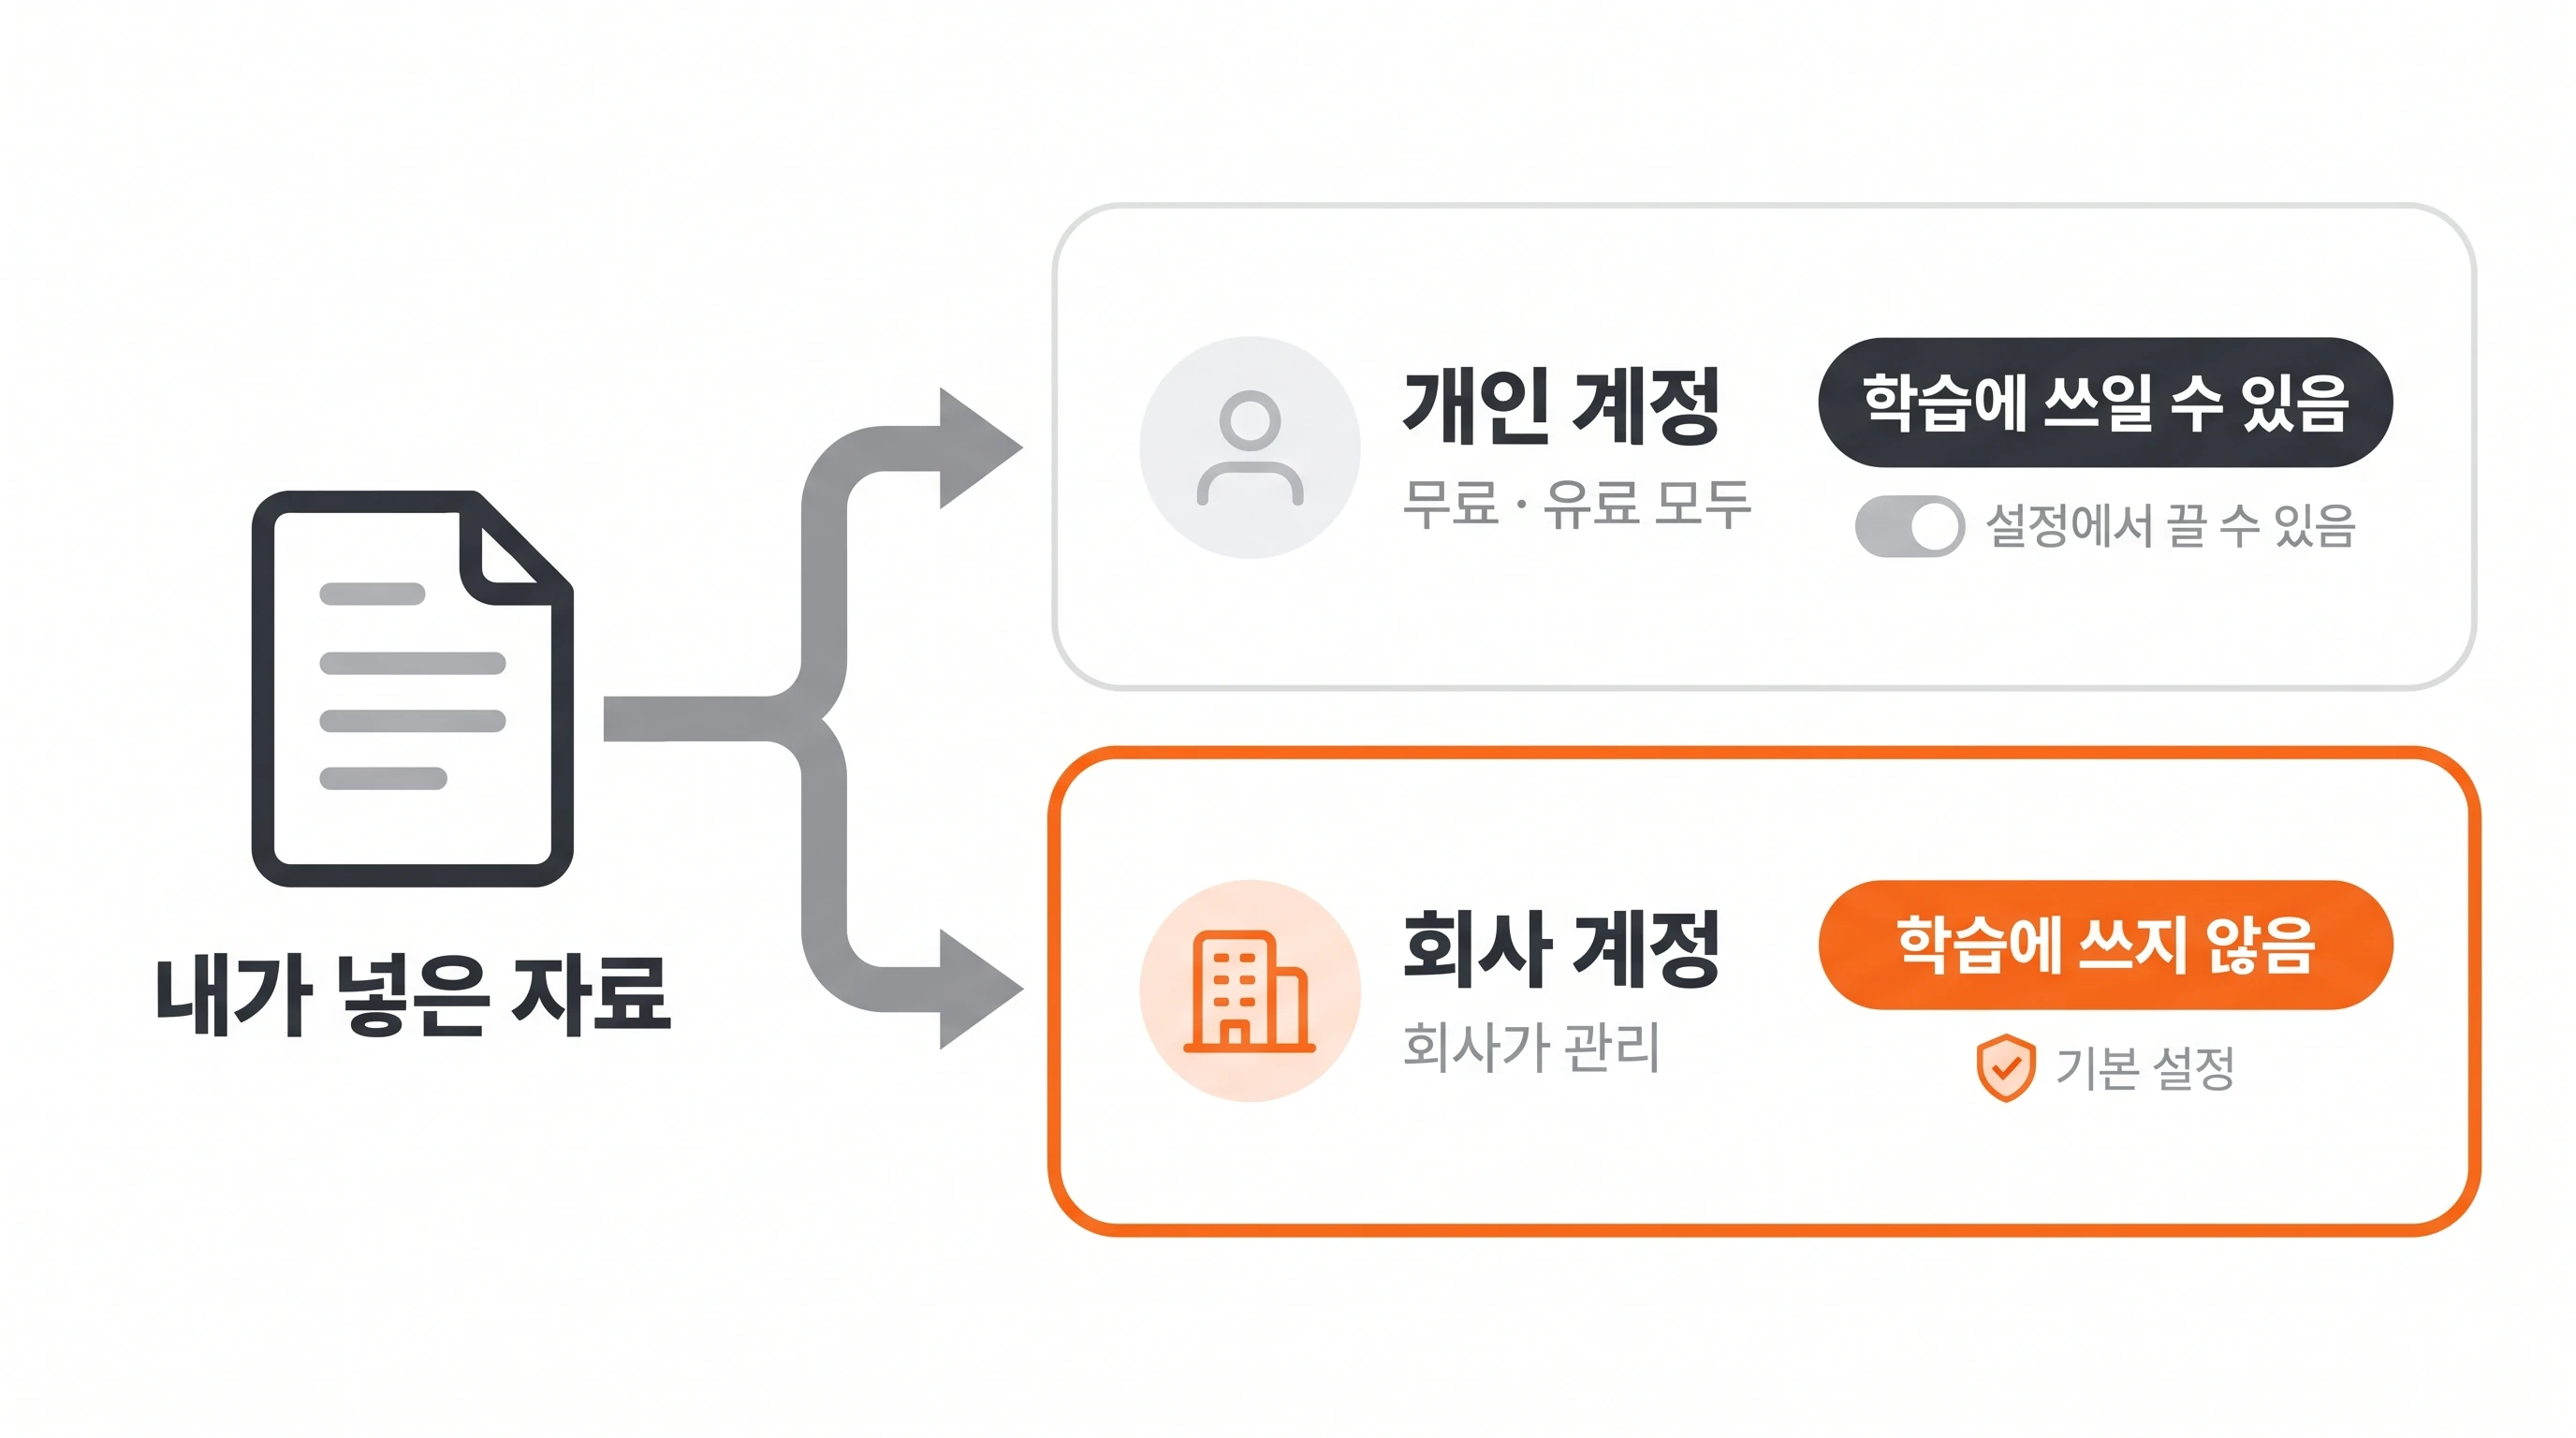 내가 넣은 자료
개인 계정
무료 · 유료 모두
학습에 쓰일 수 있음
설정에서 끌 수 있음
회사 계정
회사가 관리
학습에 쓰지 않음
기본 설정